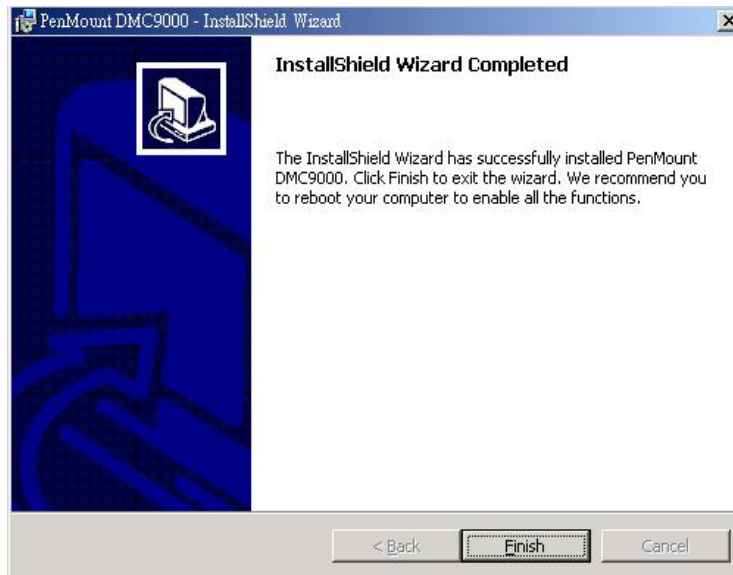 PenMount DMC9000 - InstallShield Wizard
InstallShield Wizard Completed
The InstallShield Wizard has successfully installed PenMount
DMC9000. Click Finish to exit the wizard. We recommend you
to reboot your computer to enable all the functions.
< Back Finish Cancel